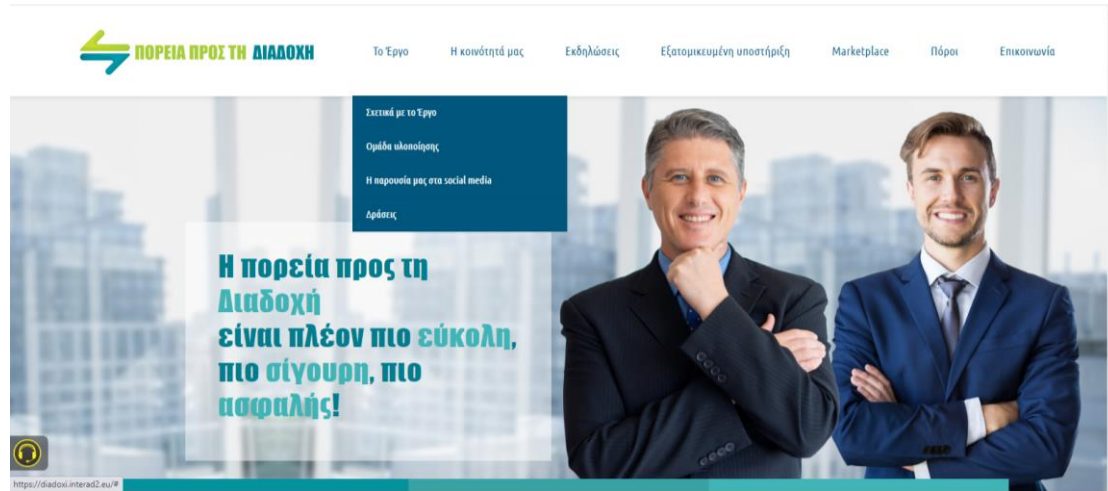 ΠΟΡΕΙΑ ΠΡΟΣ ΤΗ ΔΙΑΔΟΧΗ
Το Έργο Η κοινότητά μας Εκδηλώσεις Εξατομικευμένη υποστήριξη Marketplace Πόροι Επικοινωνία
Σχετικά με το Έργο
Ομάδα υλοποίησης
Η παρουσία μας στα social media
Δράσεις
Η πορεία προς τη
Διαδοχή
είναι πλέον πιο εύκολη,
πιο σίγουρη, πιο
ασφαλής!
https://diadoxi.interad2.eu/#